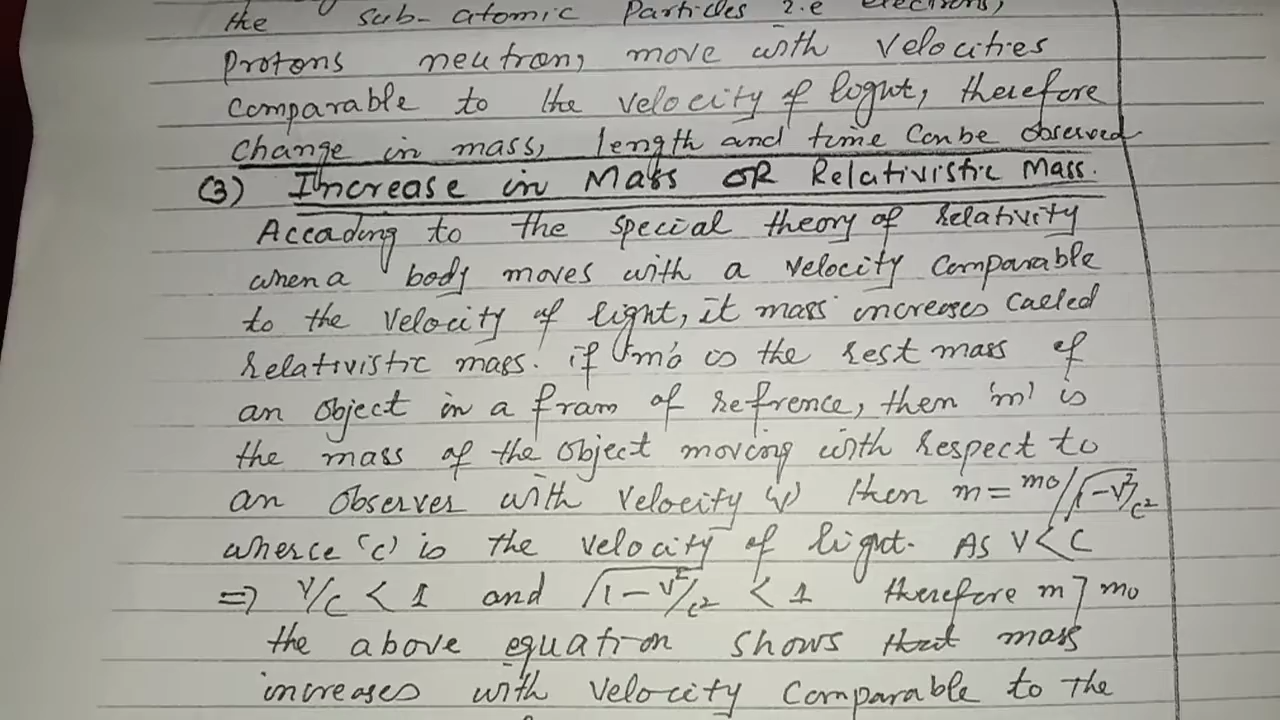 the sub-atomic Particles i.e electrons,
Protons neutron, move with velocities
comparable to the velocity of loght, therefore
change in mass, length and time Can be observed
(3) Increase in Mass OR Relativistic Mass.
Accading to the special theory of relativity
when a body moves with a velocity Comparable
to the velocity of light, it mass increases Called
relativistic mass. if 'mo' is the rest mass of
an object in a fram of refrence, then 'm' is
the mass of the object moving with respect to
an observer with velocity (v) then m = mo/√1-v²/c²
wherce 'c' is the velocity of light. As V<C
⇒ v/c < 1 and √1-v²/c² < 1 therefore m > mo
the above equation shows that mass
increases with velocity Comparable to the